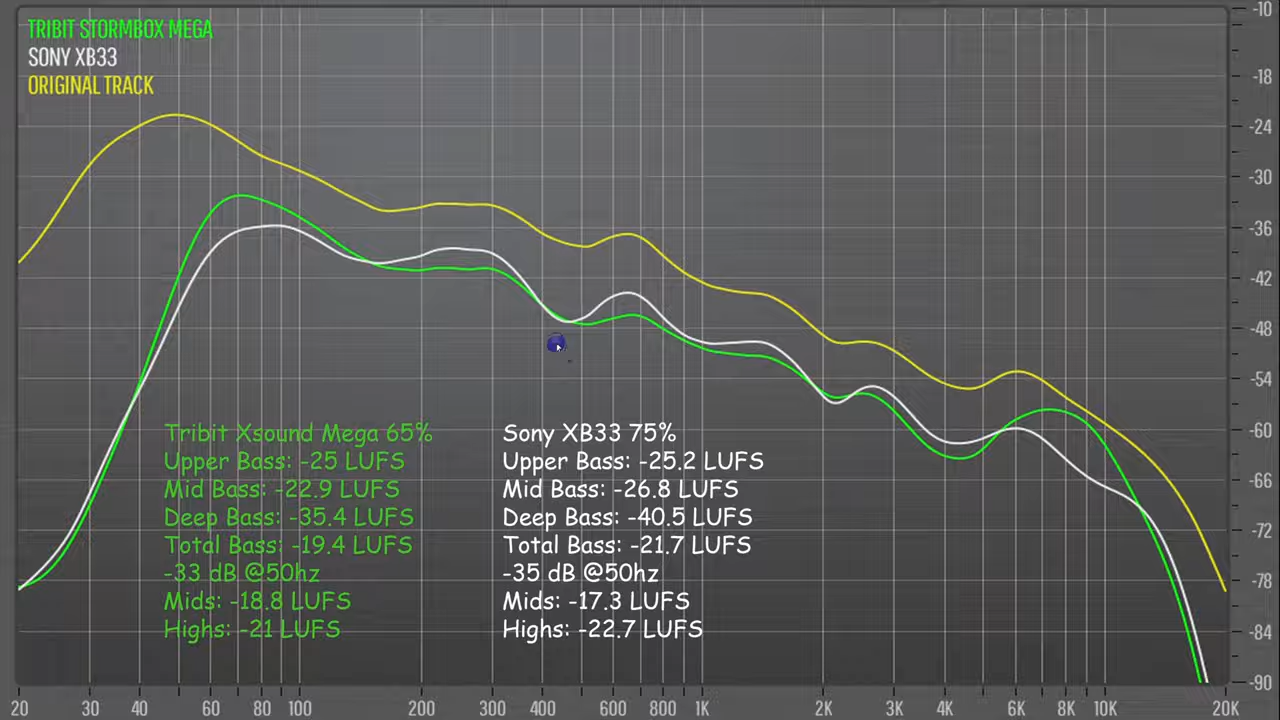 TRIBIT STORMBOX MEGA
SONY XB33
ORIGINAL TRACK
-10
-18
-24
-30
-36
-42
-48
-54
-60
-66
-72
-78
-84
-90
Tribit Xsound Mega 65%
Upper Bass: -25 LUFS
Mid Bass: -22.9 LUFS
Deep Bass: -35.4 LUFS
Total Bass: -19.4 LUFS
-33 dB @50hz
Mids: -18.8 LUFS
Highs: -21 LUFS
Sony XB33 75%
Upper Bass: -25.2 LUFS
Mid Bass: -26.8 LUFS
Deep Bass: -40.5 LUFS
Total Bass: -21.7 LUFS
-35 dB @50hz
Mids: -17.3 LUFS
Highs: -22.7 LUFS
20 30 40 60 80 100 200 300 400 600 800 1K 2K 3K 4K 6K 8K 10K 20K